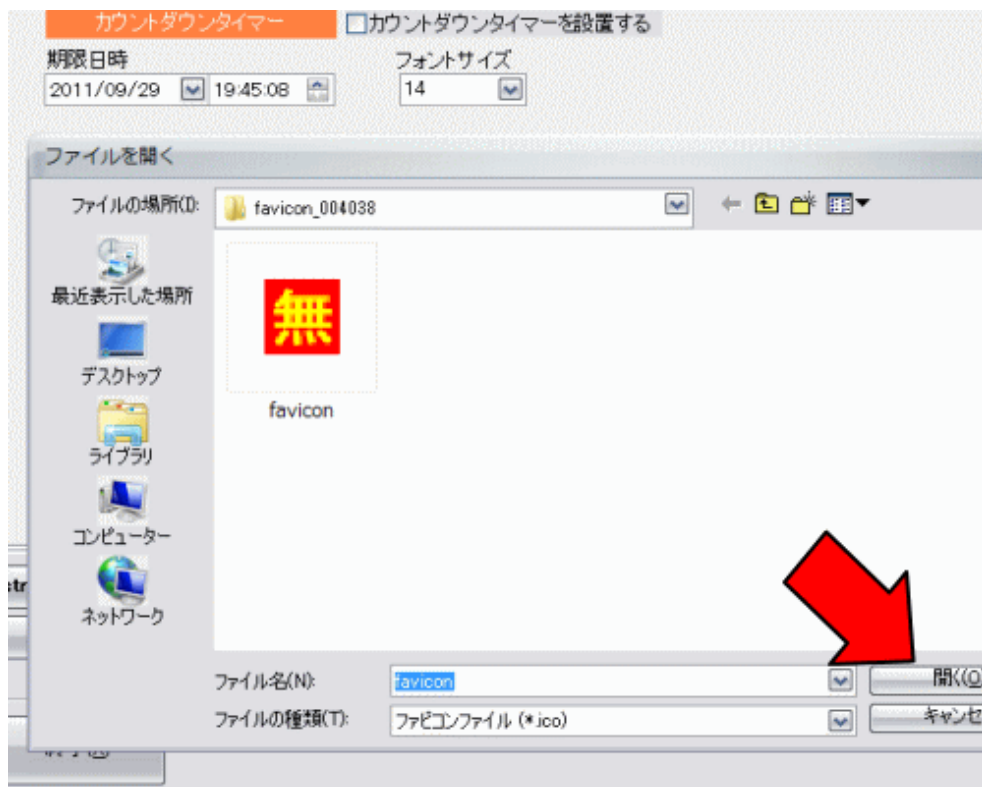 カウントダウンタイマー
カウントダウンタイマーを設置する
期限日時
フォントサイズ
2011/09/29
19:45:08
14
ファイルを開く
ファイルの場所(I):
favicon_004038
最近表示した場所
無
デスクトップ
favicon
ライブラリ
コンピューター
str
ネットワーク
ファイル名(N):
favicon
開く(O
ファイルの種類(T):
ファビコンファイル (*.ico)
キャンセ